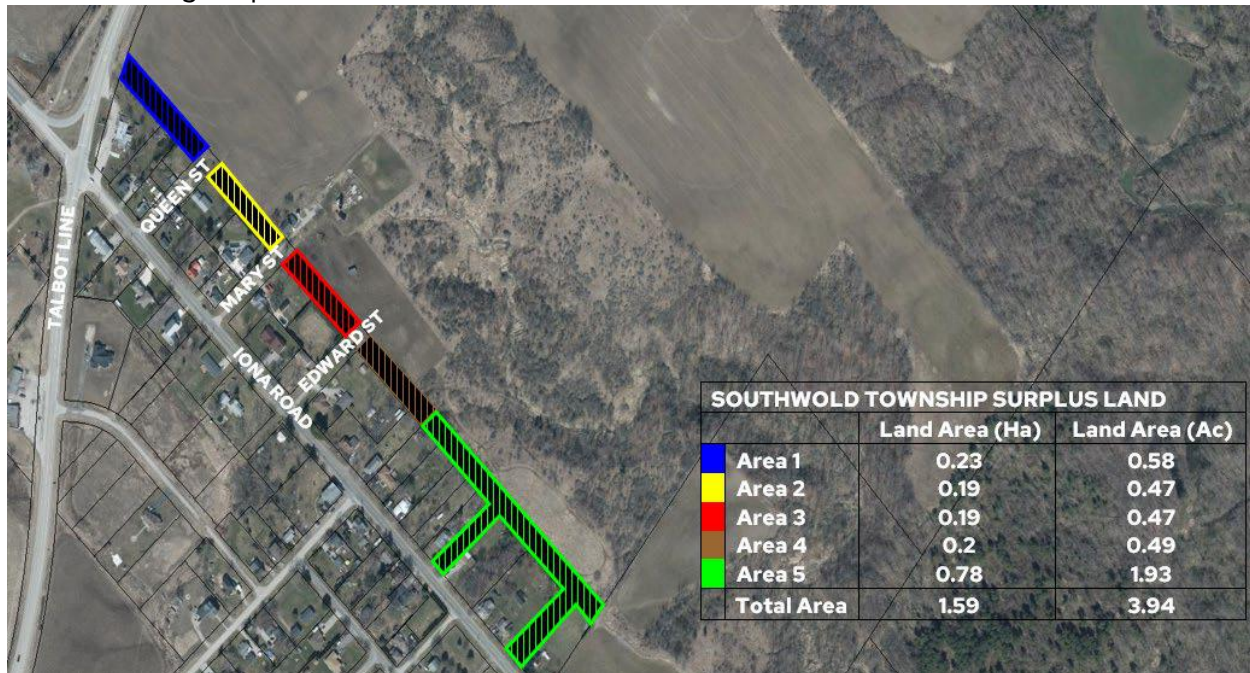 QUEEN ST
TALBOT LINE
MARY ST
EDWARD ST
IONA ROAD
SOUTHWOLD TOWNSHIP SURPLUS LAND
Land Area (Ha) Land Area (Ac)
Area 1 0.23 0.58
Area 2 0.19 0.47
Area 3 0.19 0.47
Area 4 0.2 0.49
Area 5 0.78 1.93
Total Area 1.59 3.94